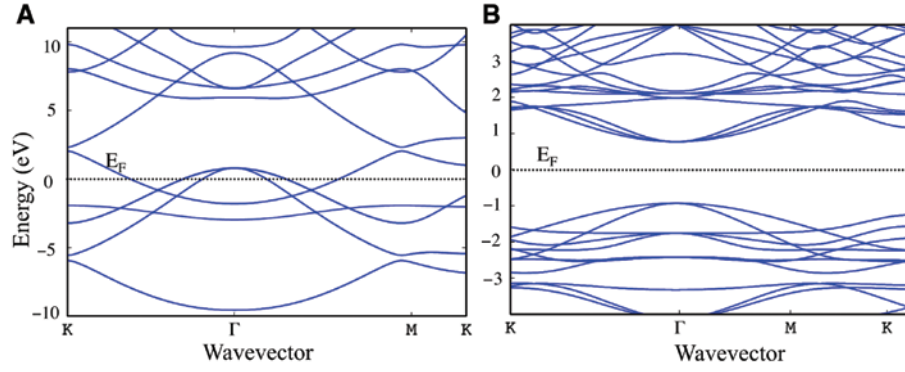 A
B
Energy (eV)
10
5
0
−5
−10
E_F
K
Γ
M
K
Wavevector
3
2
1
0
−1
−2
−3
E_F
K
Γ
M
K
Wavevector